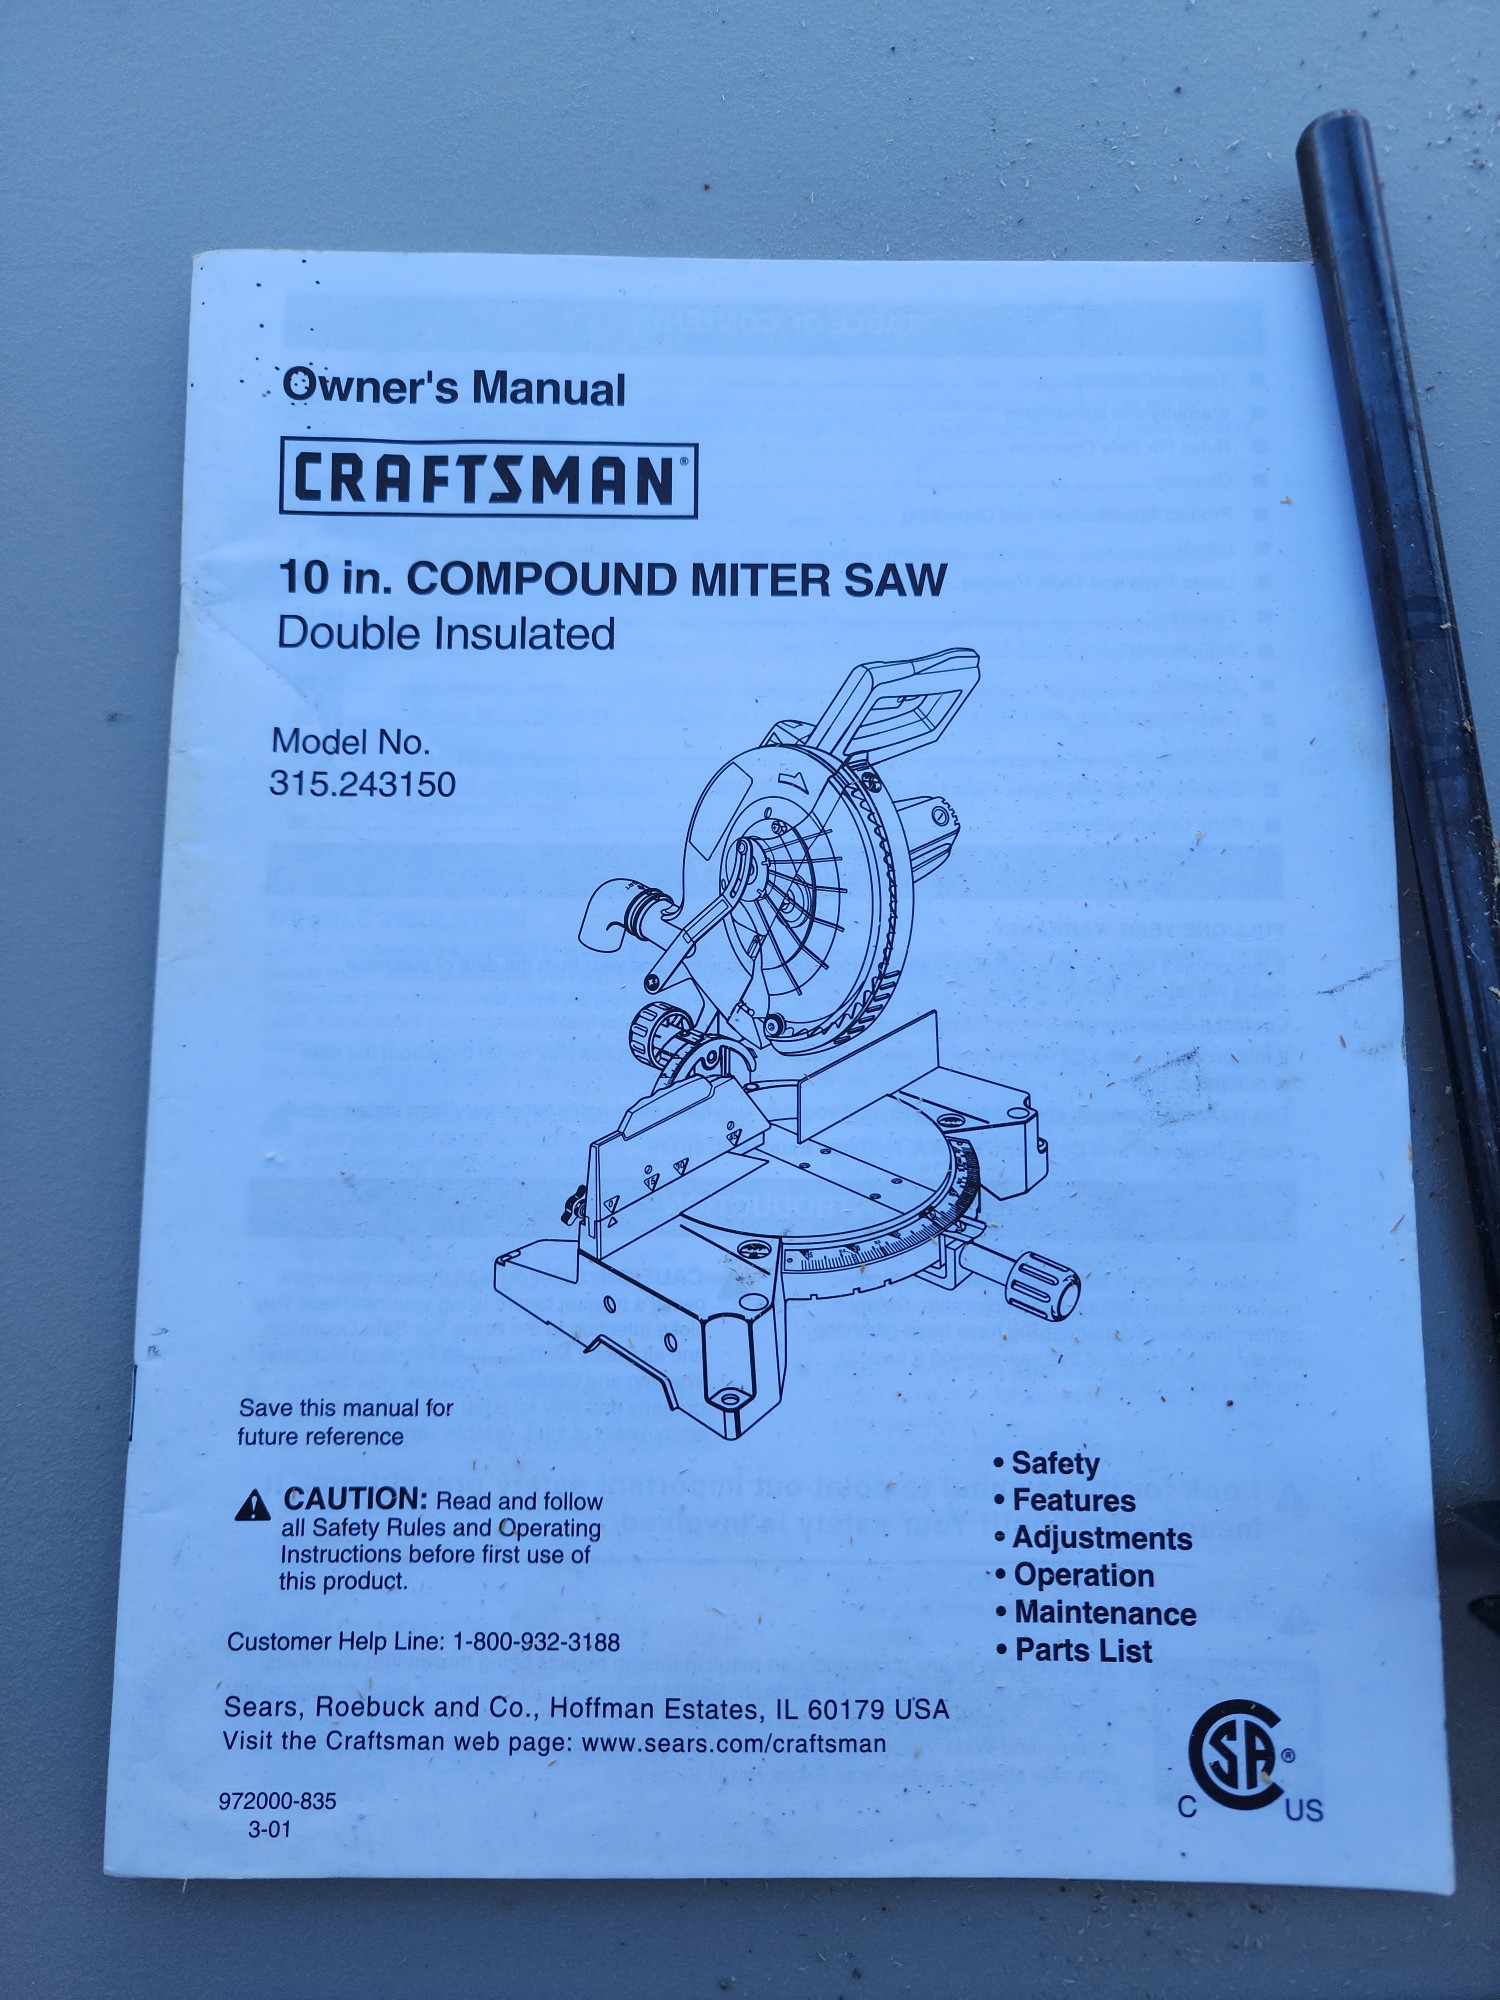 Owner's Manual
CRAFTSMAN®
10 in. COMPOUND MITER SAW
Double Insulated
Model No.
315.243150
Save this manual for
future reference
CAUTION: Read and follow
all Safety Rules and Operating
Instructions before first use of
this product.
Customer Help Line: 1-800-932-3188
Sears, Roebuck and Co., Hoffman Estates, IL 60179 USA
Visit the Craftsman web page: www.sears.com/craftsman
972000-835
3-01
• Safety
• Features
• Adjustments
• Operation
• Maintenance
• Parts List
CSA®
C US